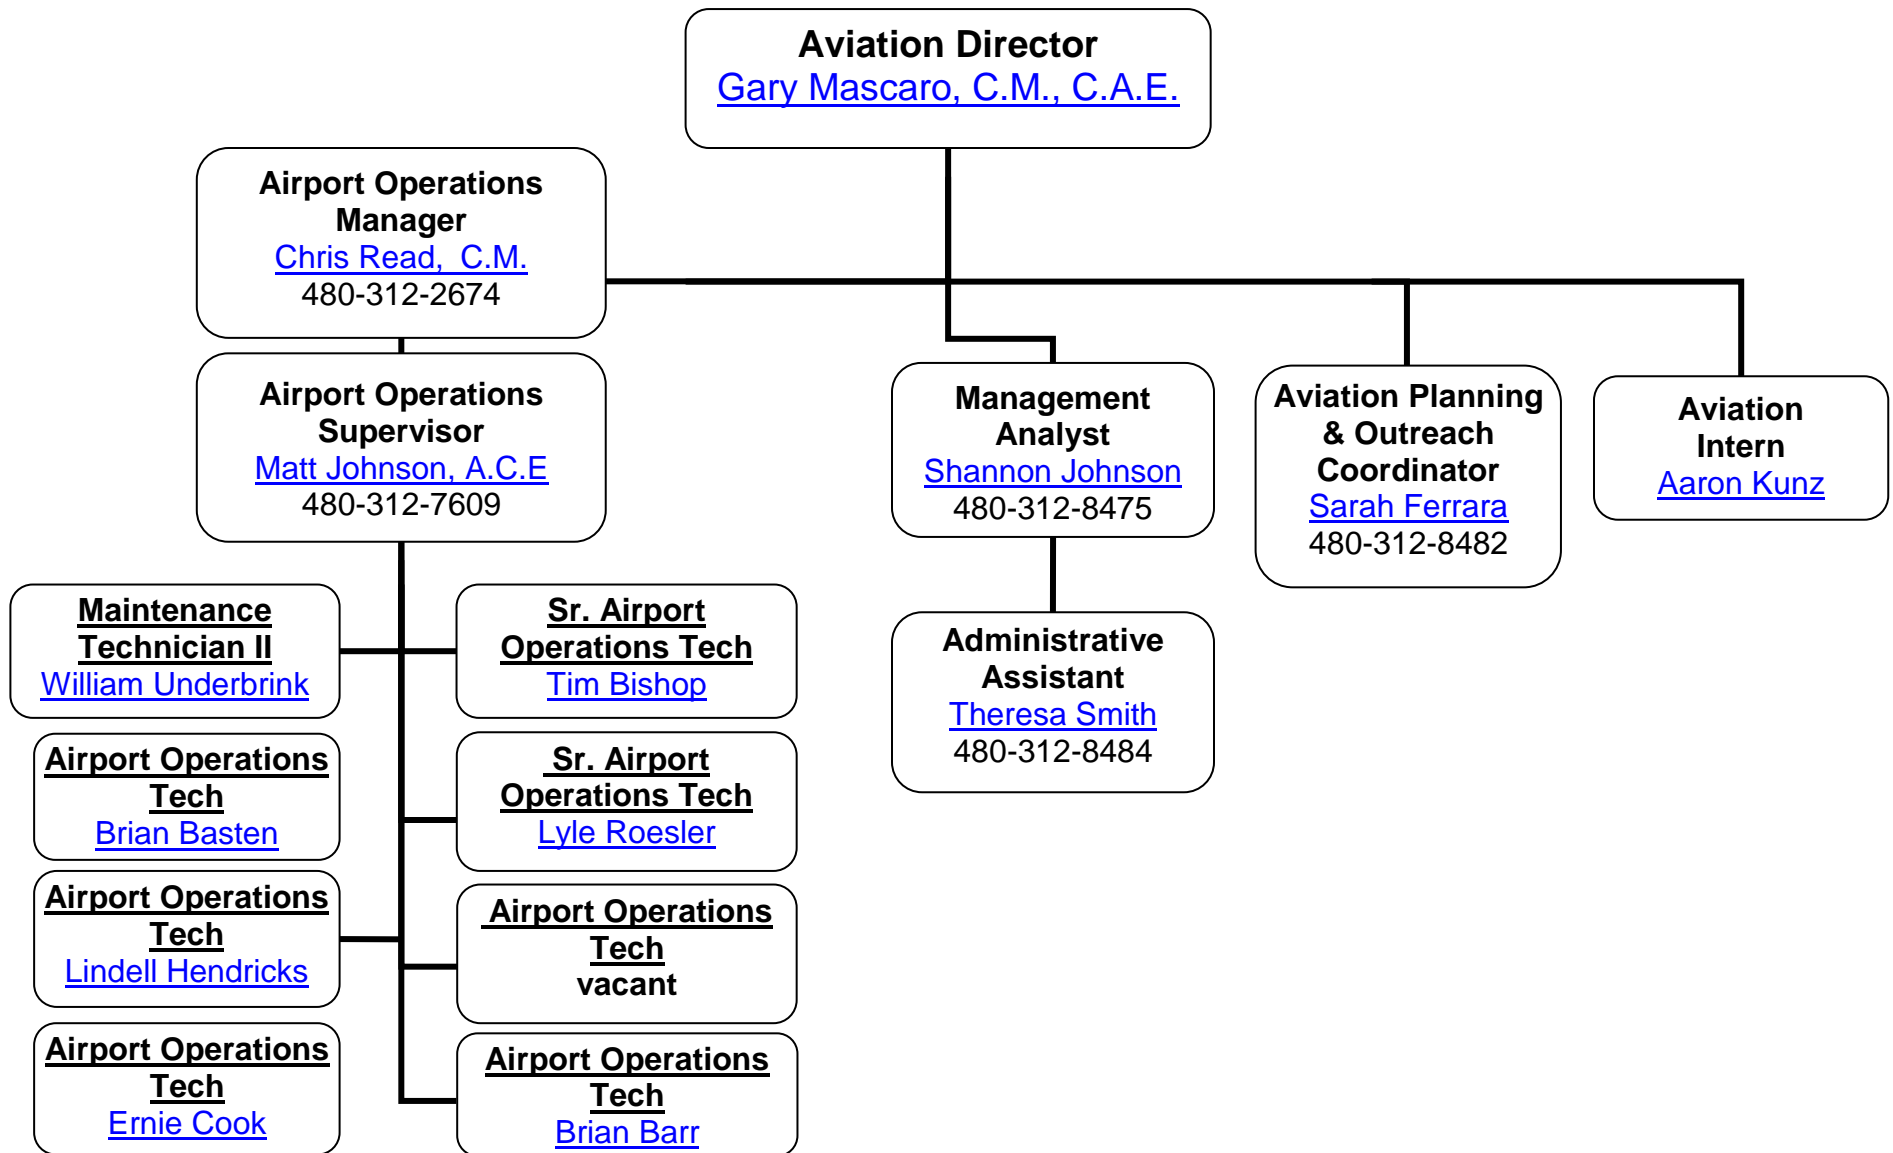 Aviation Director
Gary Mascaro, C.M., C.A.E.
Airport Operations
Manager
Chris Read, C.M.
480-312-2674
Airport Operations
Supervisor
Matt Johnson, A.C.E
480-312-7609
Management
Analyst
Shannon Johnson
480-312-8475
Aviation Planning
& Outreach
Coordinator
Sarah Ferrara
480-312-8482
Aviation
Intern
Aaron Kunz
Maintenance
Technician II
William Underbrink
Sr. Airport
Operations Tech
Tim Bishop
Administrative
Assistant
Theresa Smith
480-312-8484
Airport Operations
Tech
Brian Basten
Sr. Airport
Operations Tech
Lyle Roesler
Airport Operations
Tech
Lindell Hendricks
Airport Operations
Tech
vacant
Airport Operations
Tech
Ernie Cook
Airport Operations
Tech
Brian Barr